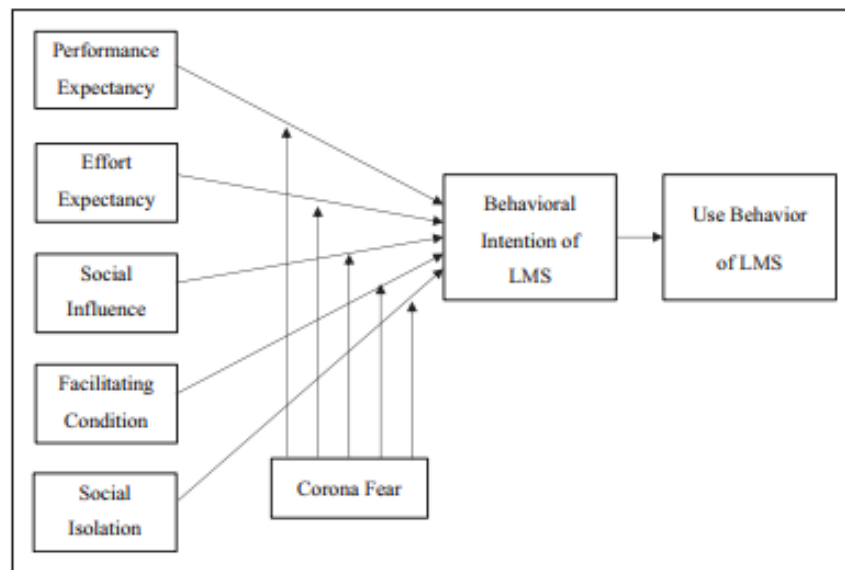 Performance
Expectancy
Effort
Expectancy
Social
Influence
Facilitating
Condition
Social
Isolation
Corona Fear
Behavioral
Intention of
LMS
Use Behavior
of LMS